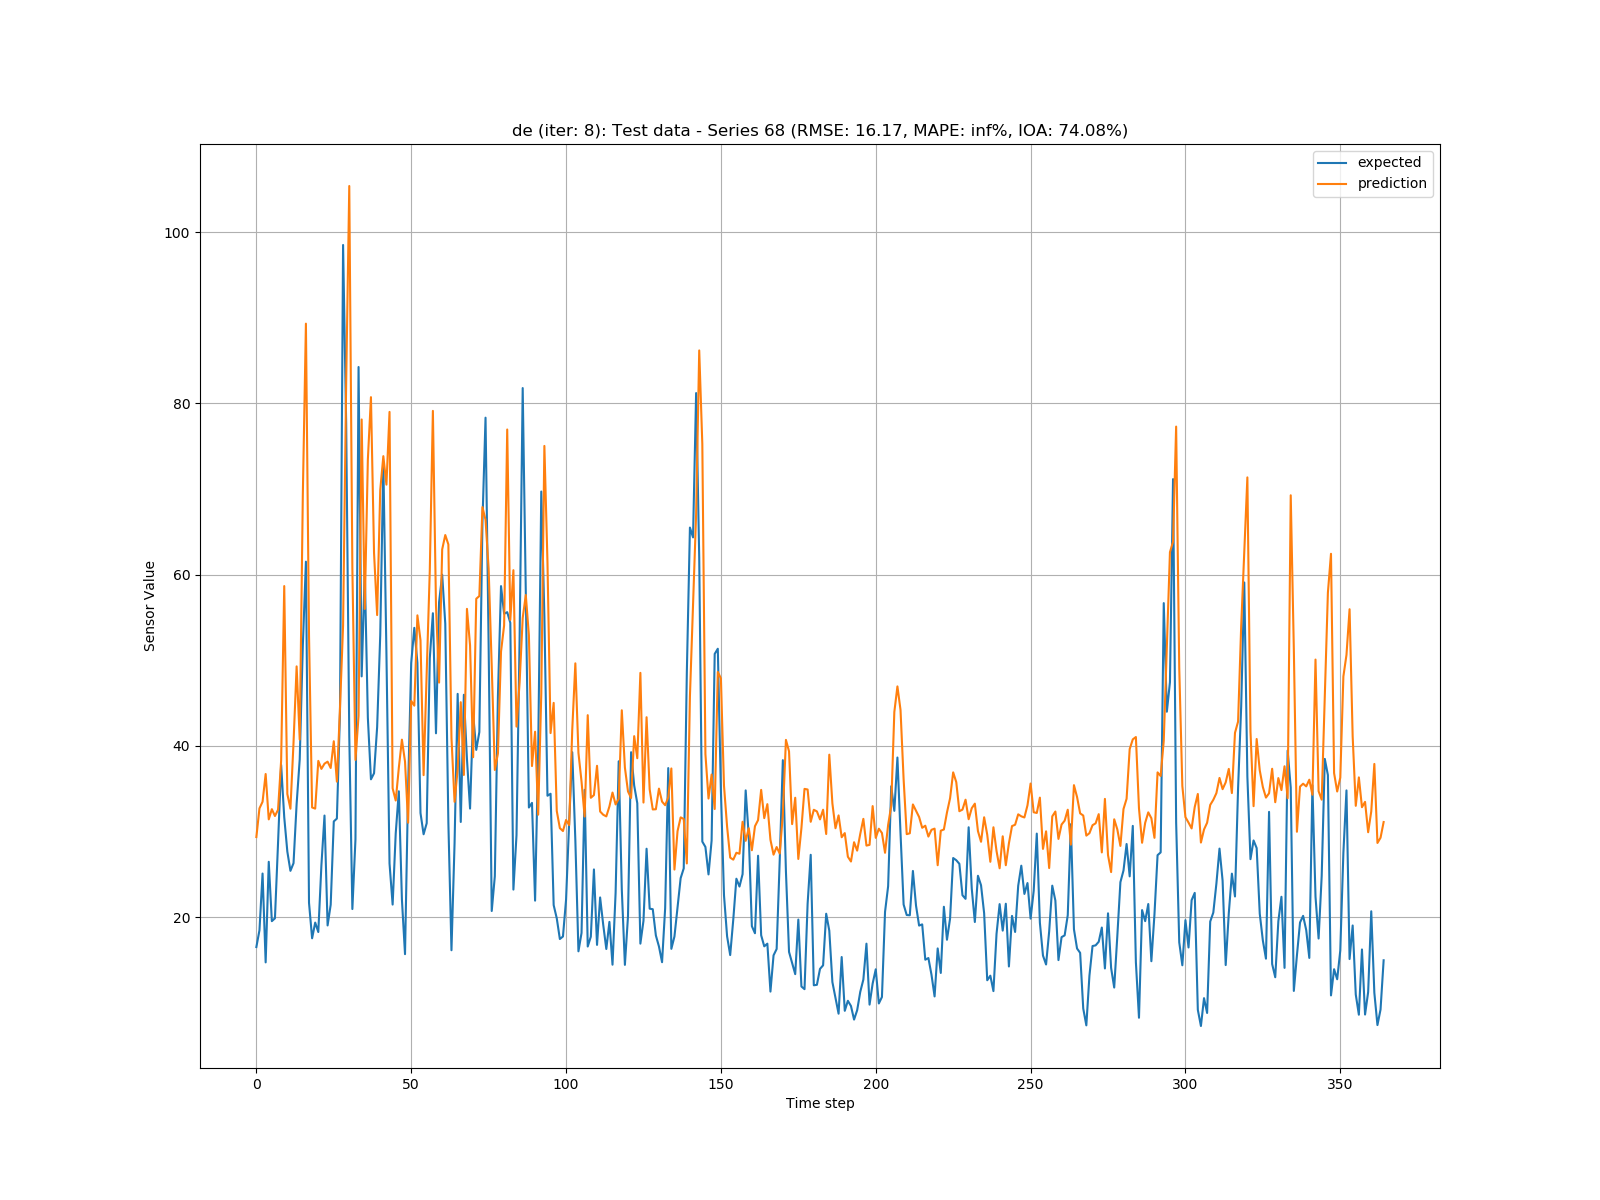 de (iter: 8): Test data - Series 68 (RMSE: 16.17, MAPE: inf%, IOA: 74.08%)
expected
prediction
100
80
60
40
20
Sensor Value
0 50 100 150 200 250 300 350
Time step